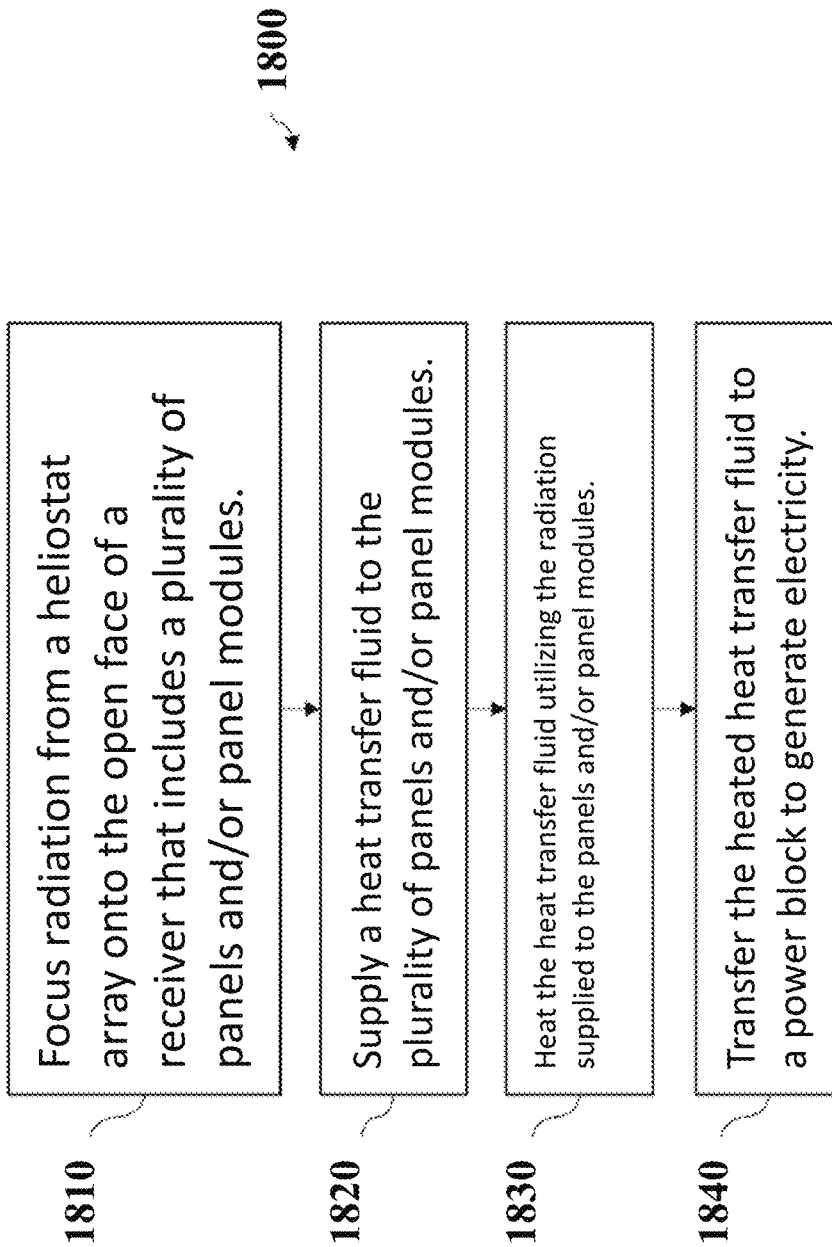 1800
1810
Focus radiation from a heliostat
array onto the open face of a
receiver that includes a plurality of
panels and/or panel modules.
1820
Supply a heat transfer fluid to the
plurality of panels and/or panel modules.
1830
Heat the heat transfer fluid utilizing the radiation
supplied to the panels and/or panel modules.
1840
Transfer the heated heat transfer fluid to
a power block to generate electricity.